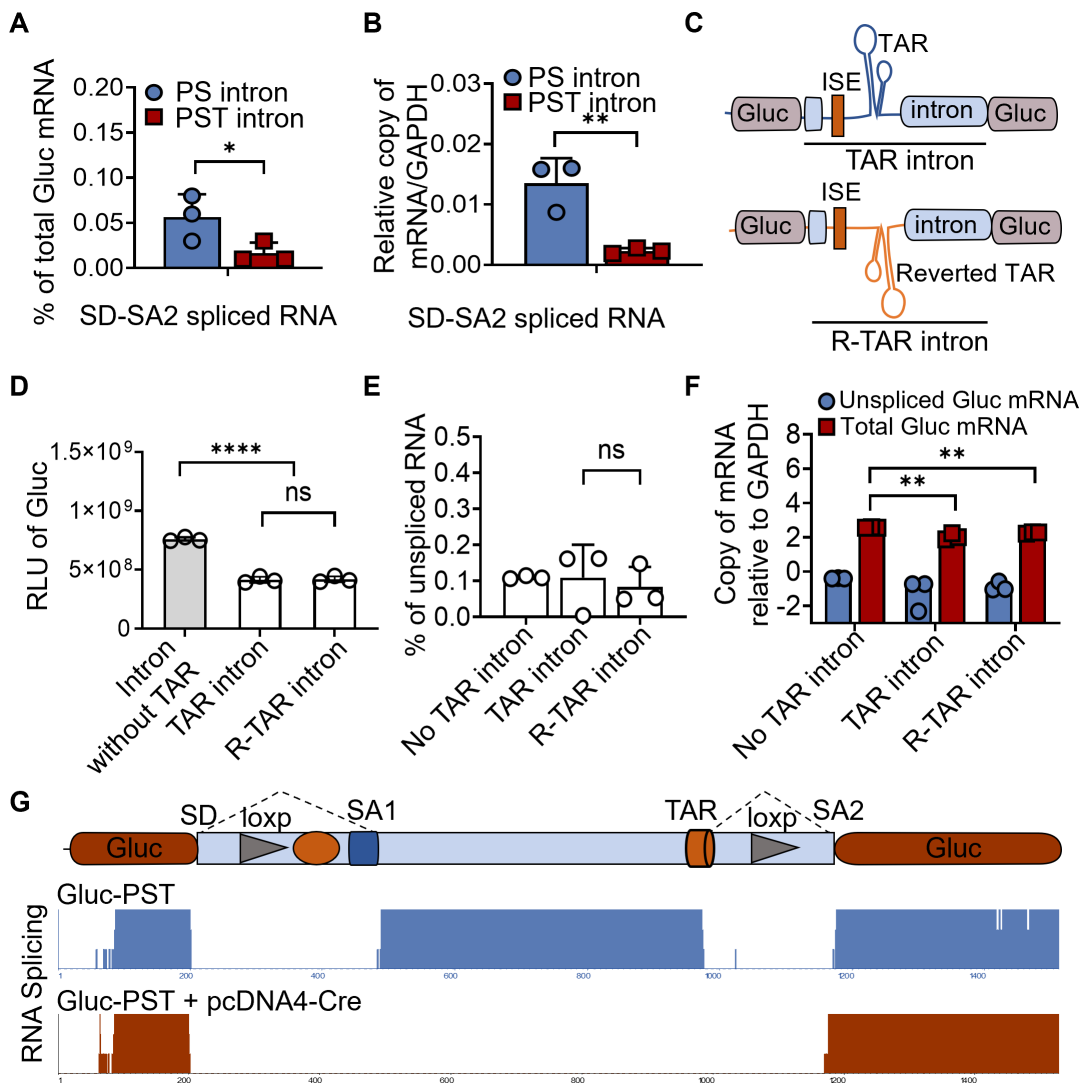 A
% of total Gluc mRNA
0.20
0.15
0.10
0.05
0.00
PS intron
PST intron
*
SD-SA2 spliced RNA
B
Relative copy of
mRNA/GAPDH
0.03
0.02
0.01
0.00
PS intron
PST intron
**
SD-SA2 spliced RNA
C
TAR
ISE
Gluc
intron
Gluc
TAR intron
ISE
Gluc
intron
Gluc
Reverted TAR
R-TAR intron
D
RLU of Gluc
1.5×10⁹
1×10⁹
5×10⁸
0
****
ns
Intron
without TAR
TAR intron
R-TAR intron
E
% of unspliced RNA
0.5
0.4
0.3
0.2
0.1
0.0
ns
No TAR intron
TAR intron
R-TAR intron
F
Unspliced Gluc mRNA
Total Gluc mRNA
Copy of mRNA
relative to GAPDH
8
6
4
2
0
-2
**
**
No TAR intron
TAR intron
R-TAR intron
G
SD
loxp
SA1
TAR
loxp
SA2
Gluc
Gluc
RNA Splicing
Gluc-PST
1
200
400
600
800
1000
1200
1400
Gluc-PST + pcDNA4-Cre
1
200
400
600
800
1000
1200
1400